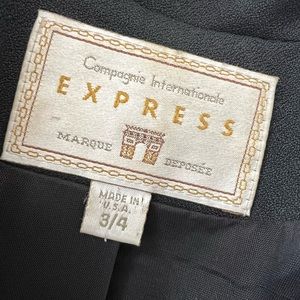 Compagnie Internationale
EXPRESS
MARQUE DEPOSÉE
MADE IN
U.S.A.
3/4